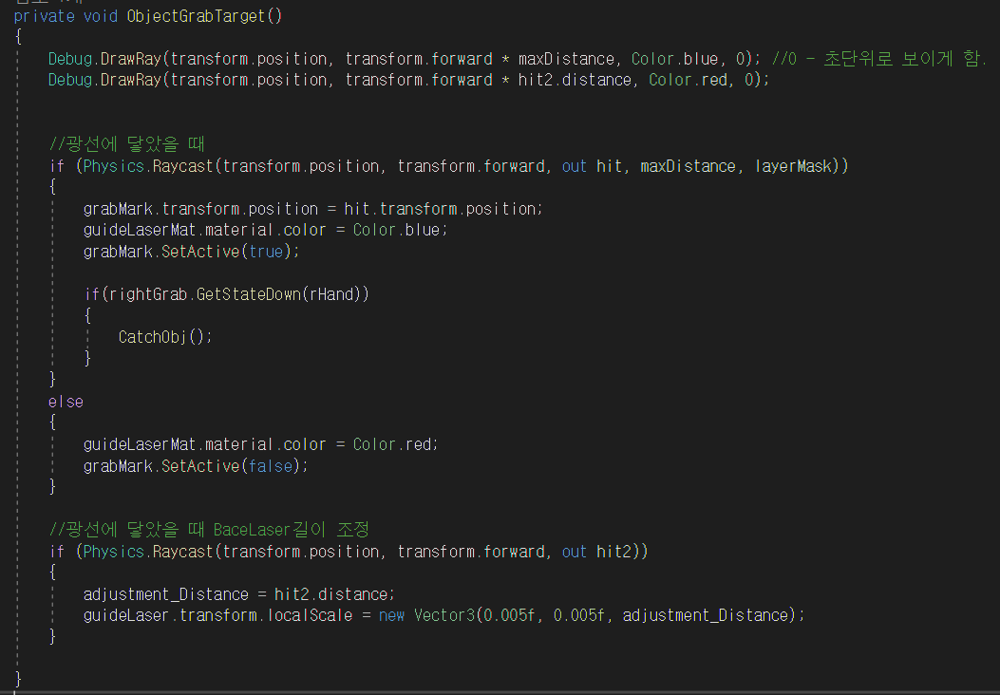 private void ObjectGrabTarget()
{
Debug.DrawRay(transform.position, transform.forward * maxDistance, Color.blue, 0); //0 - 초단위로 보이게 함.
Debug.DrawRay(transform.position, transform.forward * hit2.distance, Color.red, 0);
//광선에 닿았을 때
if (Physics.Raycast(transform.position, transform.forward, out hit, maxDistance, layerMask))
{
grabMark.transform.position = hit.transform.position;
guideLaserMat.material.color = Color.blue;
grabMark.SetActive(true);
if(rightGrab.GetStateDown(rHand))
{
CatchObj();
}
}
else
{
guideLaserMat.material.color = Color.red;
grabMark.SetActive(false);
}
//광선에 닿았을 때 BaceLaser길이 조정
if (Physics.Raycast(transform.position, transform.forward, out hit2))
{
adjustment_Distance = hit2.distance;
guideLaser.transform.localScale = new Vector3(0.005f, 0.005f, adjustment_Distance);
}
}